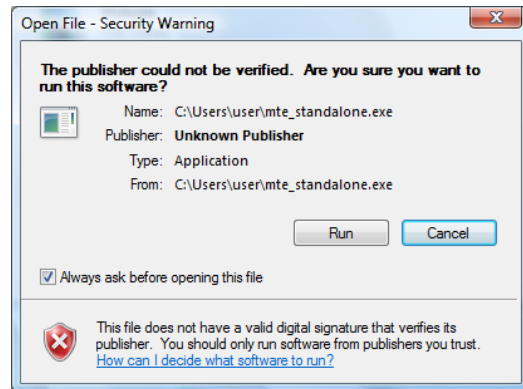 Open File - Security Warning
The publisher could not be verified.  Are you sure you want to
run this software?
Name: C:\Users\user\mte_standalone.exe
Publisher: Unknown Publisher
Type: Application
From: C:\Users\user\mte_standalone.exe
Run Cancel
Always ask before opening this file
This file does not have a valid digital signature that verifies its
publisher.  You should only run software from publishers you trust.
How can I decide what software to run?